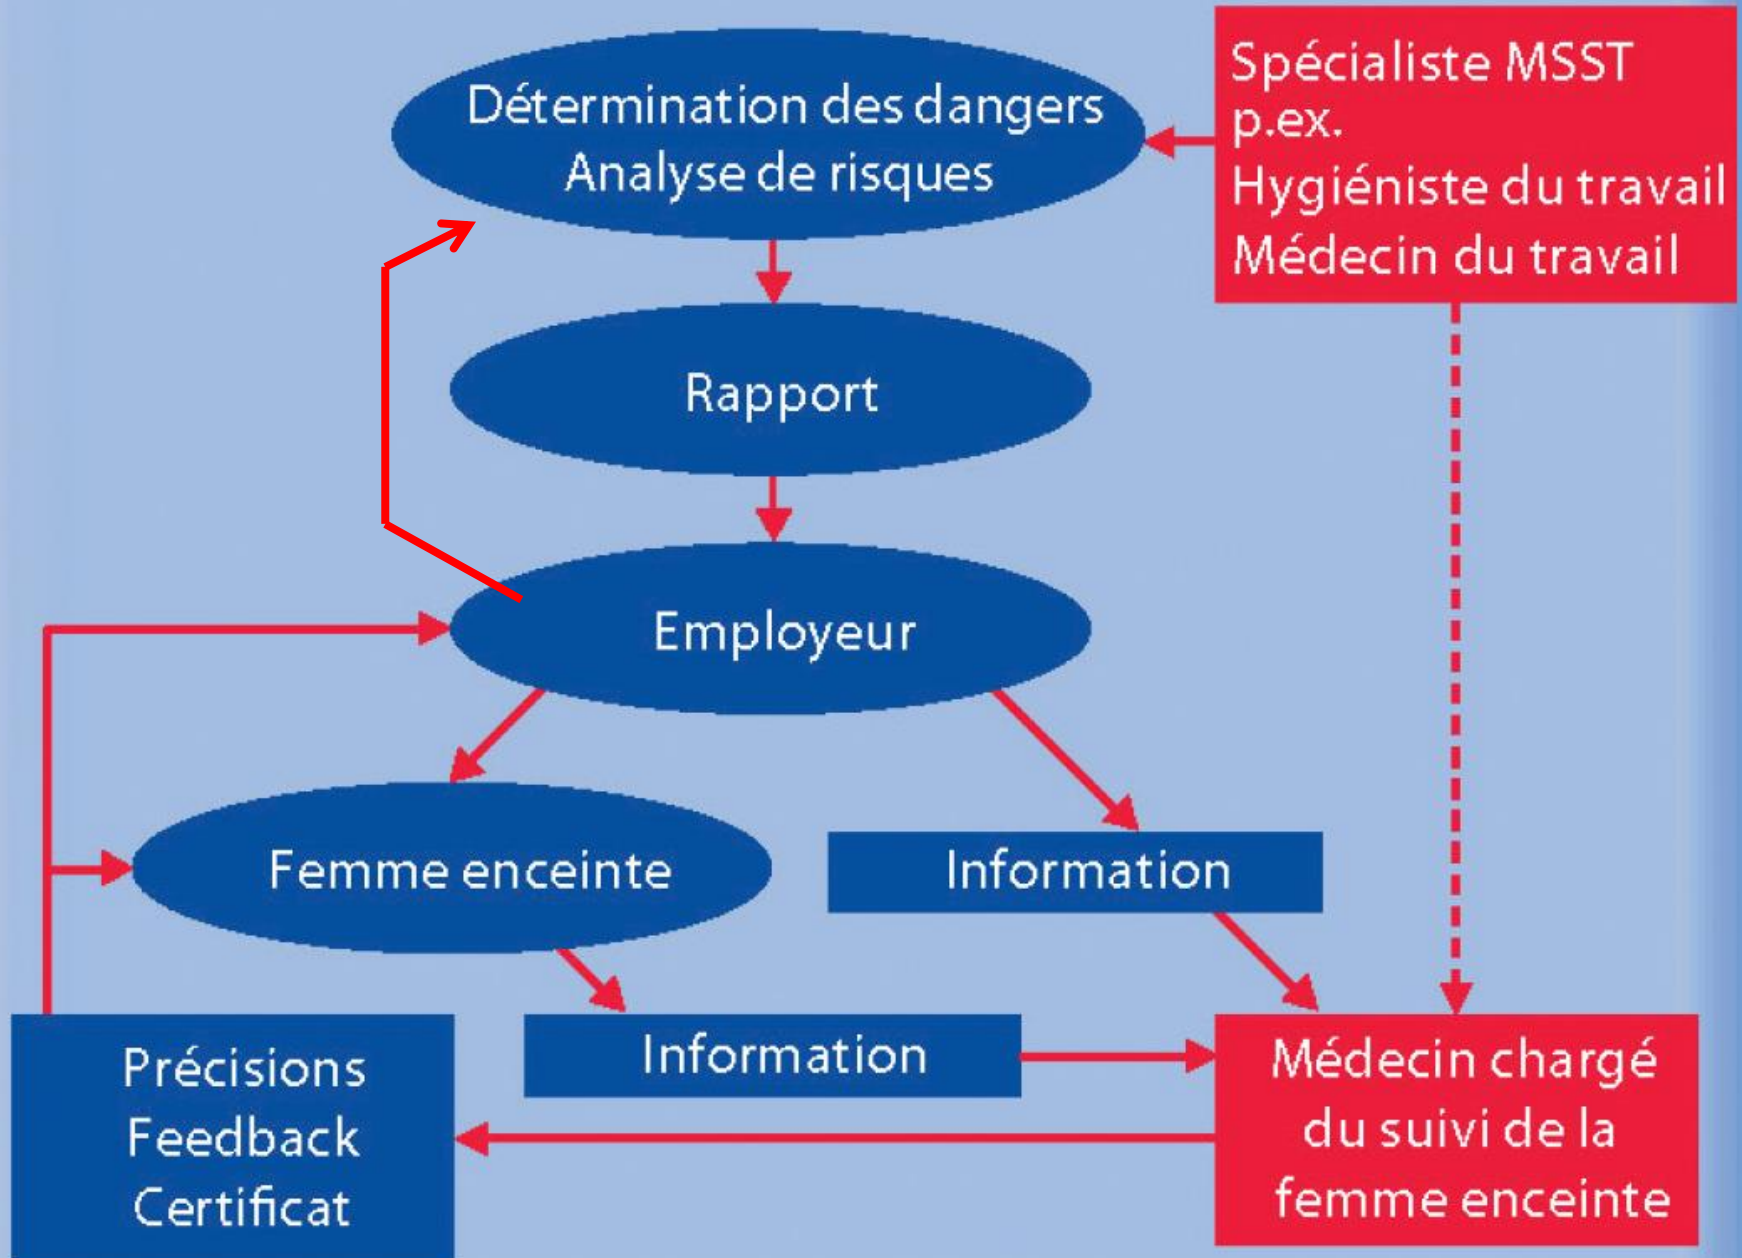 Détermination des dangers
Analyse de risques
Spécialiste MSST
p.ex.
Hygiéniste du travail
Médecin du travail
Rapport
Employeur
Femme enceinte
Information
Information
Précisions
Feedback
Certificat
Médecin chargé
du suivi de la
femme enceinte